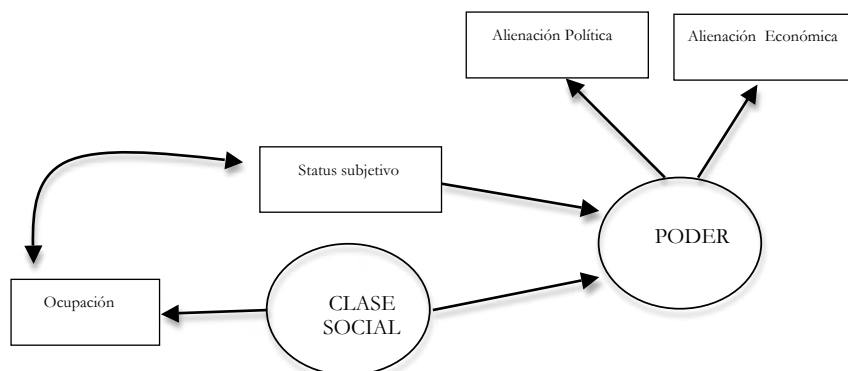 Alienación Política
Alienación Económica
Status subjetivo
PODER
Ocupación
CLASE
SOCIAL